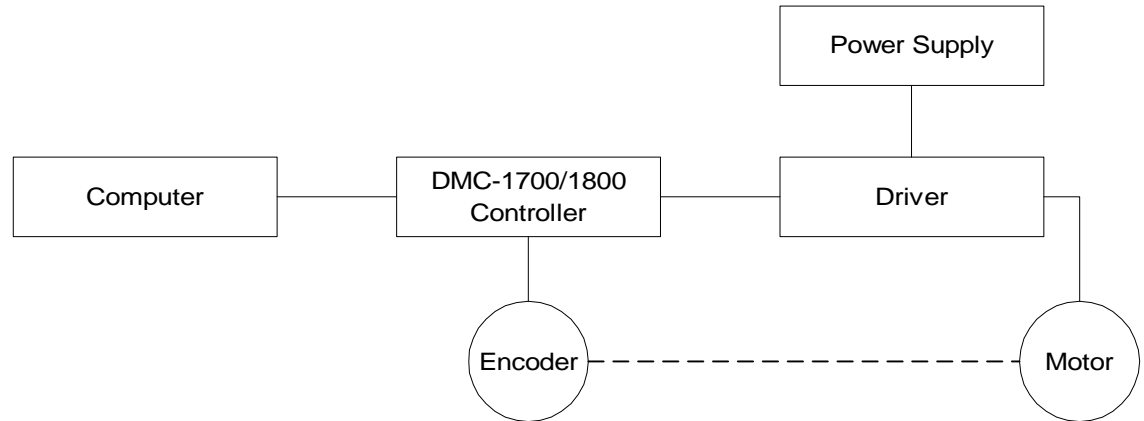 Power Supply
Computer
DMC-1700/1800
Controller
Driver
Encoder
Motor